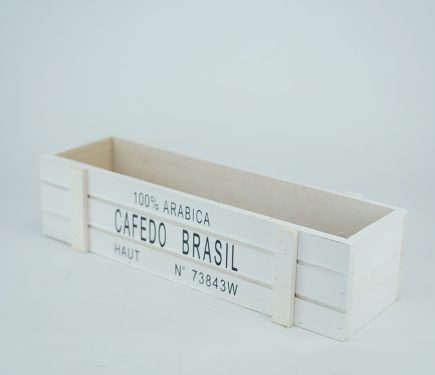 100% ARABICA
CAFEDO BRASIL
HAUT N° 73843W